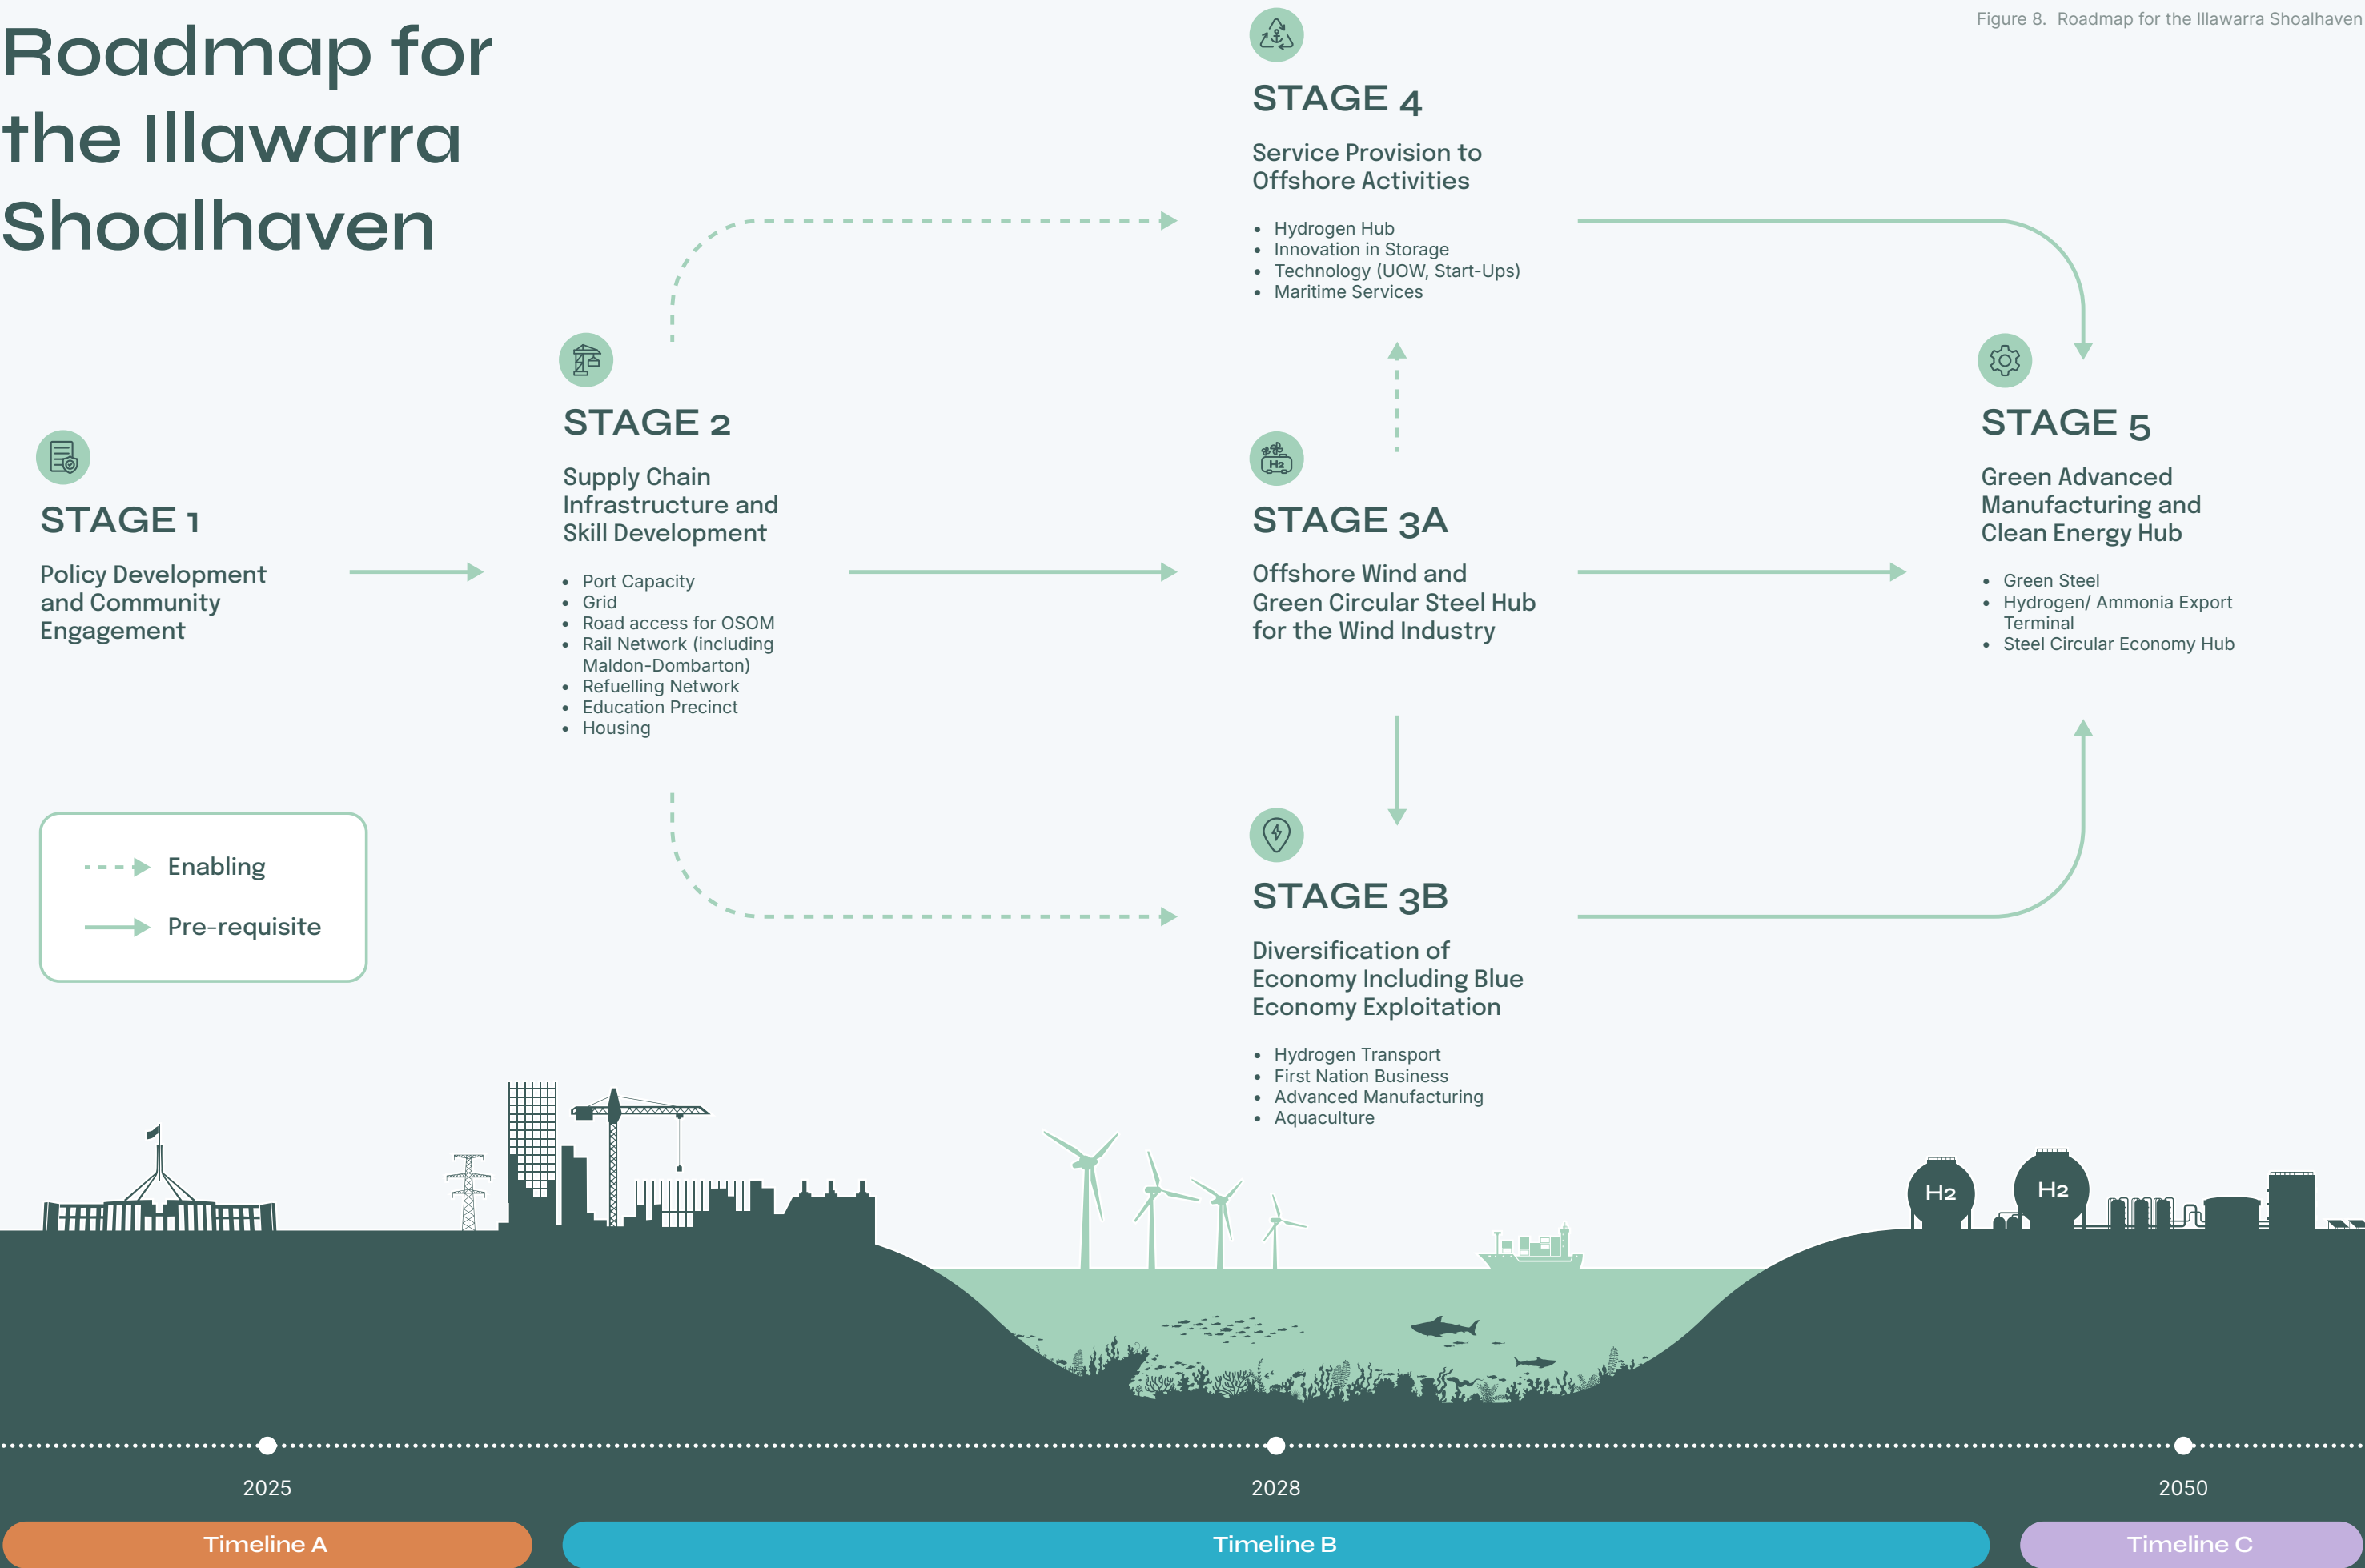 Roadmap for
the Illawarra
Shoalhaven
Figure 8. Roadmap for the Illawarra Shoalhaven
STAGE 1
Policy Development
and Community
Engagement
STAGE 2
Supply Chain
Infrastructure and
Skill Development
• Port Capacity
• Grid
• Road access for OSOM
• Rail Network (including
Maldon-Dombarton)
• Refuelling Network
• Education Precinct
• Housing
STAGE 4
Service Provision to
Offshore Activities
• Hydrogen Hub
• Innovation in Storage
• Technology (UOW, Start-Ups)
• Maritime Services
H2
STAGE 3A
Offshore Wind and
Green Circular Steel Hub
for the Wind Industry
STAGE 3B
Diversification of
Economy Including Blue
Economy Exploitation
• Hydrogen Transport
• First Nation Business
• Advanced Manufacturing
• Aquaculture
STAGE 5
Green Advanced
Manufacturing and
Clean Energy Hub
• Green Steel
• Hydrogen/ Ammonia Export
Terminal
• Steel Circular Economy Hub
Enabling
Pre-requisite
H2
H2
2025
2028
2050
Timeline A
Timeline B
Timeline C